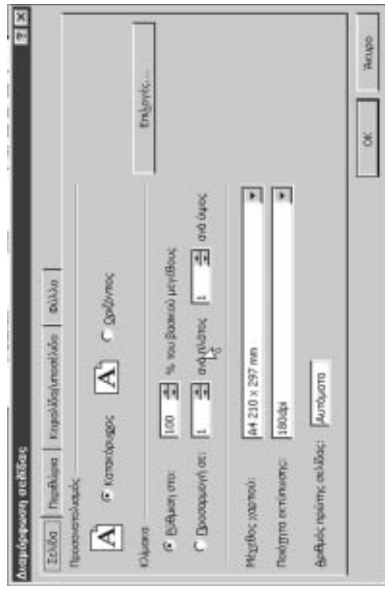 Διαμόρφωση σελίδας
Σελίδα Περιθώρια Κεφαλίδα/υποσέλιδο Φύλλο
Προσανατολισμός
A Κατακόρυφος A Οριζόντιος
Επιλογές...
Κλίμακα
Ρύθμιση στο: 100 % του βασικού μεγέθους
Προσαρμογή σε: 1 ανά πλάτος 1 ανά ύψος
Μέγεθος χαρτιού: A4 210 x 297 mm
Ποιότητα εκτύπωσης: 180dpi
Αριθμός πρώτης σελίδας: Αυτόματα
OK Άκυρο